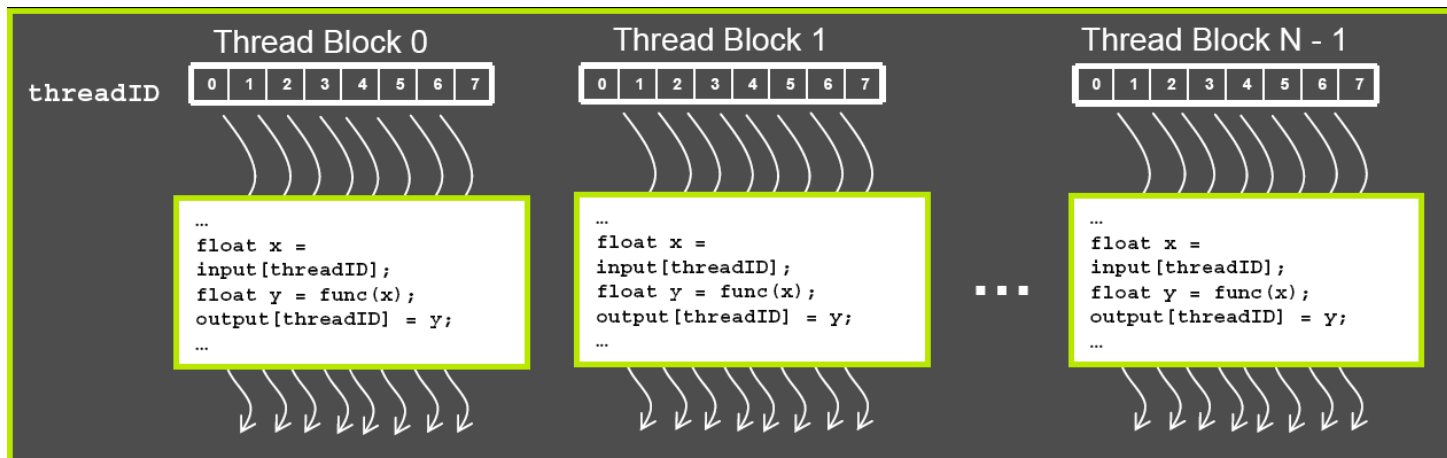 Thread Block 0
Thread Block 1
Thread Block N - 1
threadID
0 1 2 3 4 5 6 7
0 1 2 3 4 5 6 7
0 1 2 3 4 5 6 7
…
float x =
input[threadID];
float y = func(x);
output[threadID] = y;
…
…
float x =
input[threadID];
float y = func(x);
output[threadID] = y;
…
...
…
float x =
input[threadID];
float y = func(x);
output[threadID] = y;
…